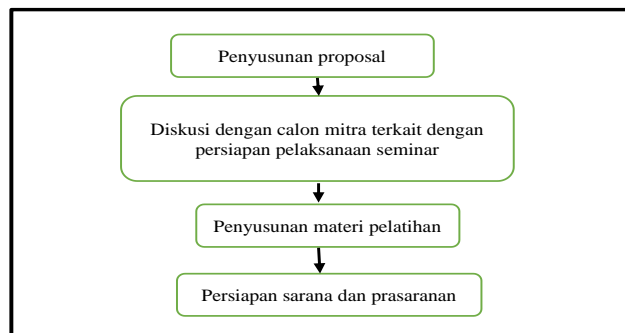 Penyusunan proposal
Diskusi dengan calon mitra terkait dengan
persiapan pelaksanaan seminar
Penyusunan materi pelatihan
Persiapan sarana dan prasaranan